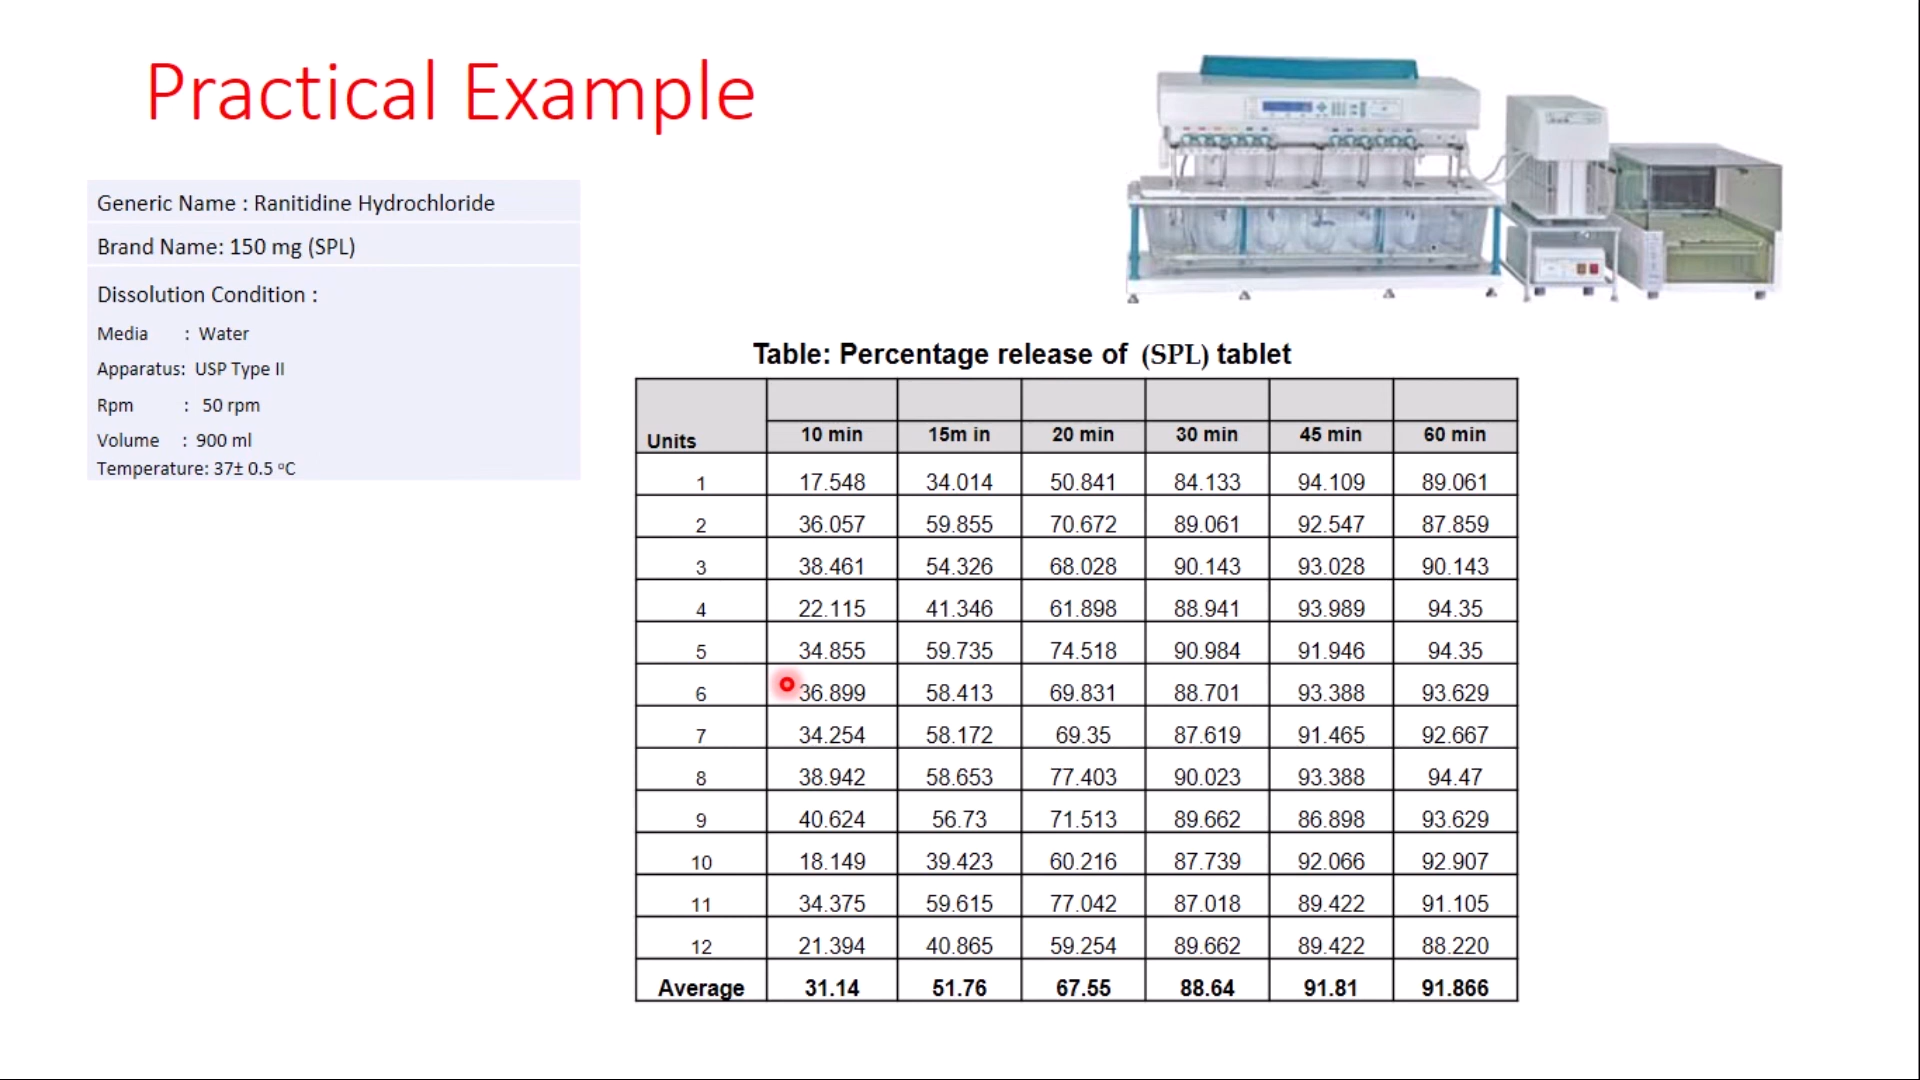 Practical Example
Generic Name : Ranitidine Hydrochloride
Brand Name: 150 mg (SPL)
Dissolution Condition :
Media : Water
Apparatus: USP Type II
Rpm : 50 rpm
Volume : 900 ml
Temperature: 37± 0.5 °C
Table: Percentage release of (SPL) tablet
Units 10 min 15m in 20 min 30 min 45 min 60 min
1 17.548 34.014 50.841 84.133 94.109 89.061
2 36.057 59.855 70.672 89.061 92.547 87.859
3 38.461 54.326 68.028 90.143 93.028 90.143
4 22.115 41.346 61.898 88.941 93.989 94.35
5 34.855 59.735 74.518 90.984 91.946 94.35
6 36.899 58.413 69.831 88.701 93.388 93.629
7 34.254 58.172 69.35 87.619 91.465 92.667
8 38.942 58.653 77.403 90.023 93.388 94.47
9 40.624 56.73 71.513 89.662 86.898 93.629
10 18.149 39.423 60.216 87.739 92.066 92.907
11 34.375 59.615 77.042 87.018 89.422 91.105
12 21.394 40.865 59.254 89.662 89.422 88.220
Average 31.14 51.76 67.55 88.64 91.81 91.866